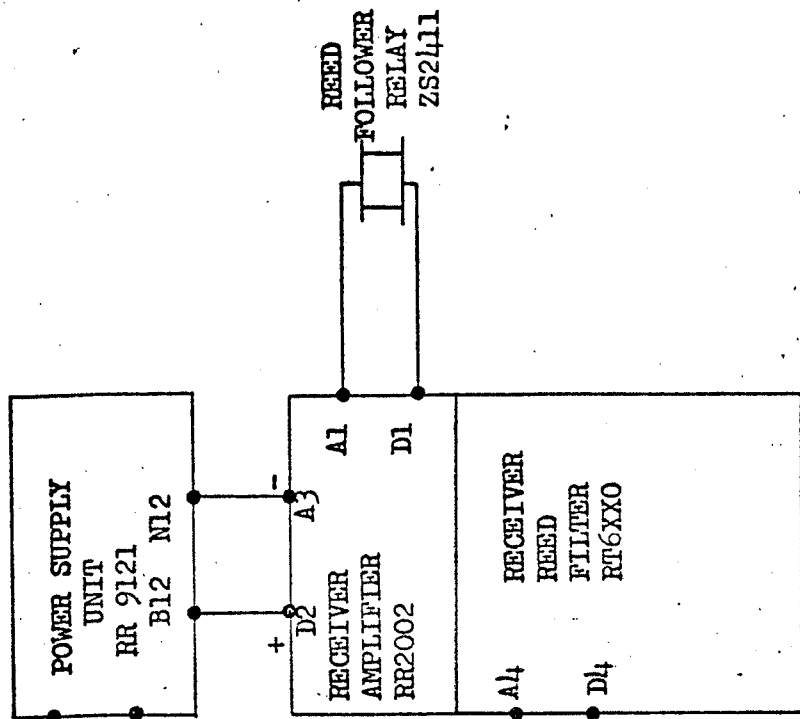 POWER SUPPLY
UNIT
RR 9121
B12 N12
+
-
D2
A3
RECEIVER
AMPLIFIER
RR2002
A1
D1
REED
FOLLOWER
RELAY
ZS2411
A4
D4
RECEIVER
REED
FILTER
RT6XX0